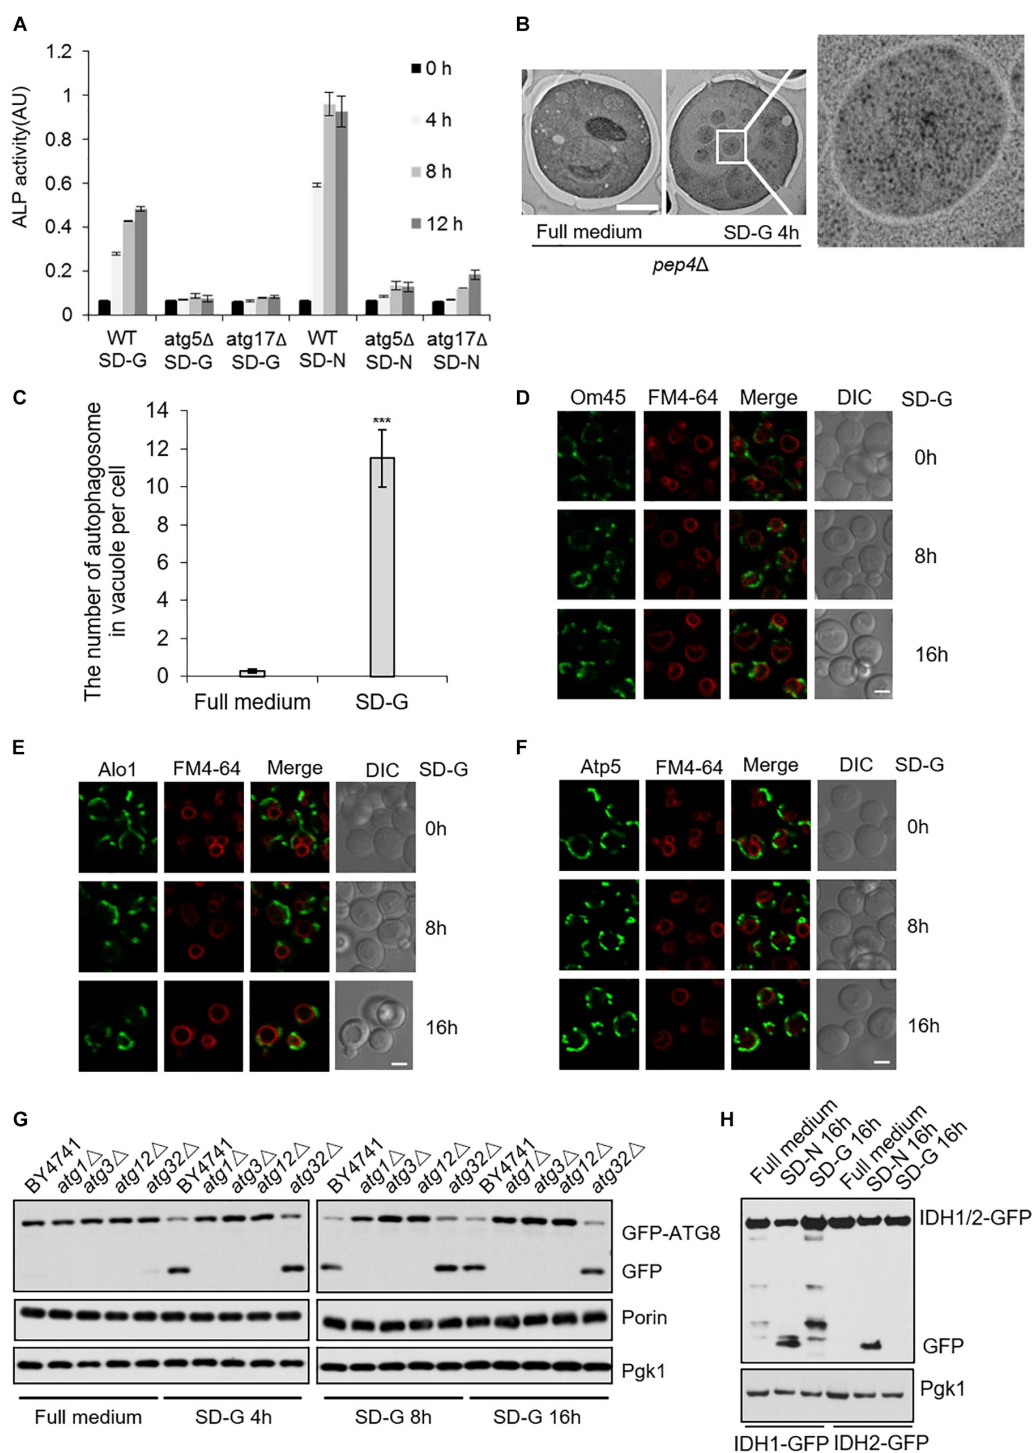 A
ALP activity(AU)
1.2
1
0.8
0.6
0.4
0.2
0
0 h
4 h
8 h
12 h
WT atg5Δ atg17Δ WT atg5Δ atg17Δ
SD-G SD-G SD-G SD-N SD-N SD-N
B
Full medium SD-G 4h
pep4Δ
C
The number of autophagosome
in vacuole per cell
14
12
10
8
6
4
2
0
***
Full medium SD-G
D
Om45 FM4-64 Merge DIC SD-G
0h
8h
16h
E
Alo1 FM4-64 Merge DIC SD-G
0h
8h
16h
F
Atp5 FM4-64 Merge DIC SD-G
0h
8h
16h
G
BY4741 atg1△ atg3△ atg12△ atg32△ BY4741 atg1△ atg3△ atg12△ atg32△ BY4741 atg1△ atg3△ atg12△ atg32△ BY4741 atg1△ atg3△ atg12△ atg32△
GFP-ATG8
GFP
Porin
Pgk1
Full medium SD-G 4h SD-G 8h SD-G 16h
H
Full medium SD-N 16h SD-G 16h Full medium SD-N 16h SD-G 16h
IDH1/2-GFP
GFP
Pgk1
IDH1-GFP IDH2-GFP